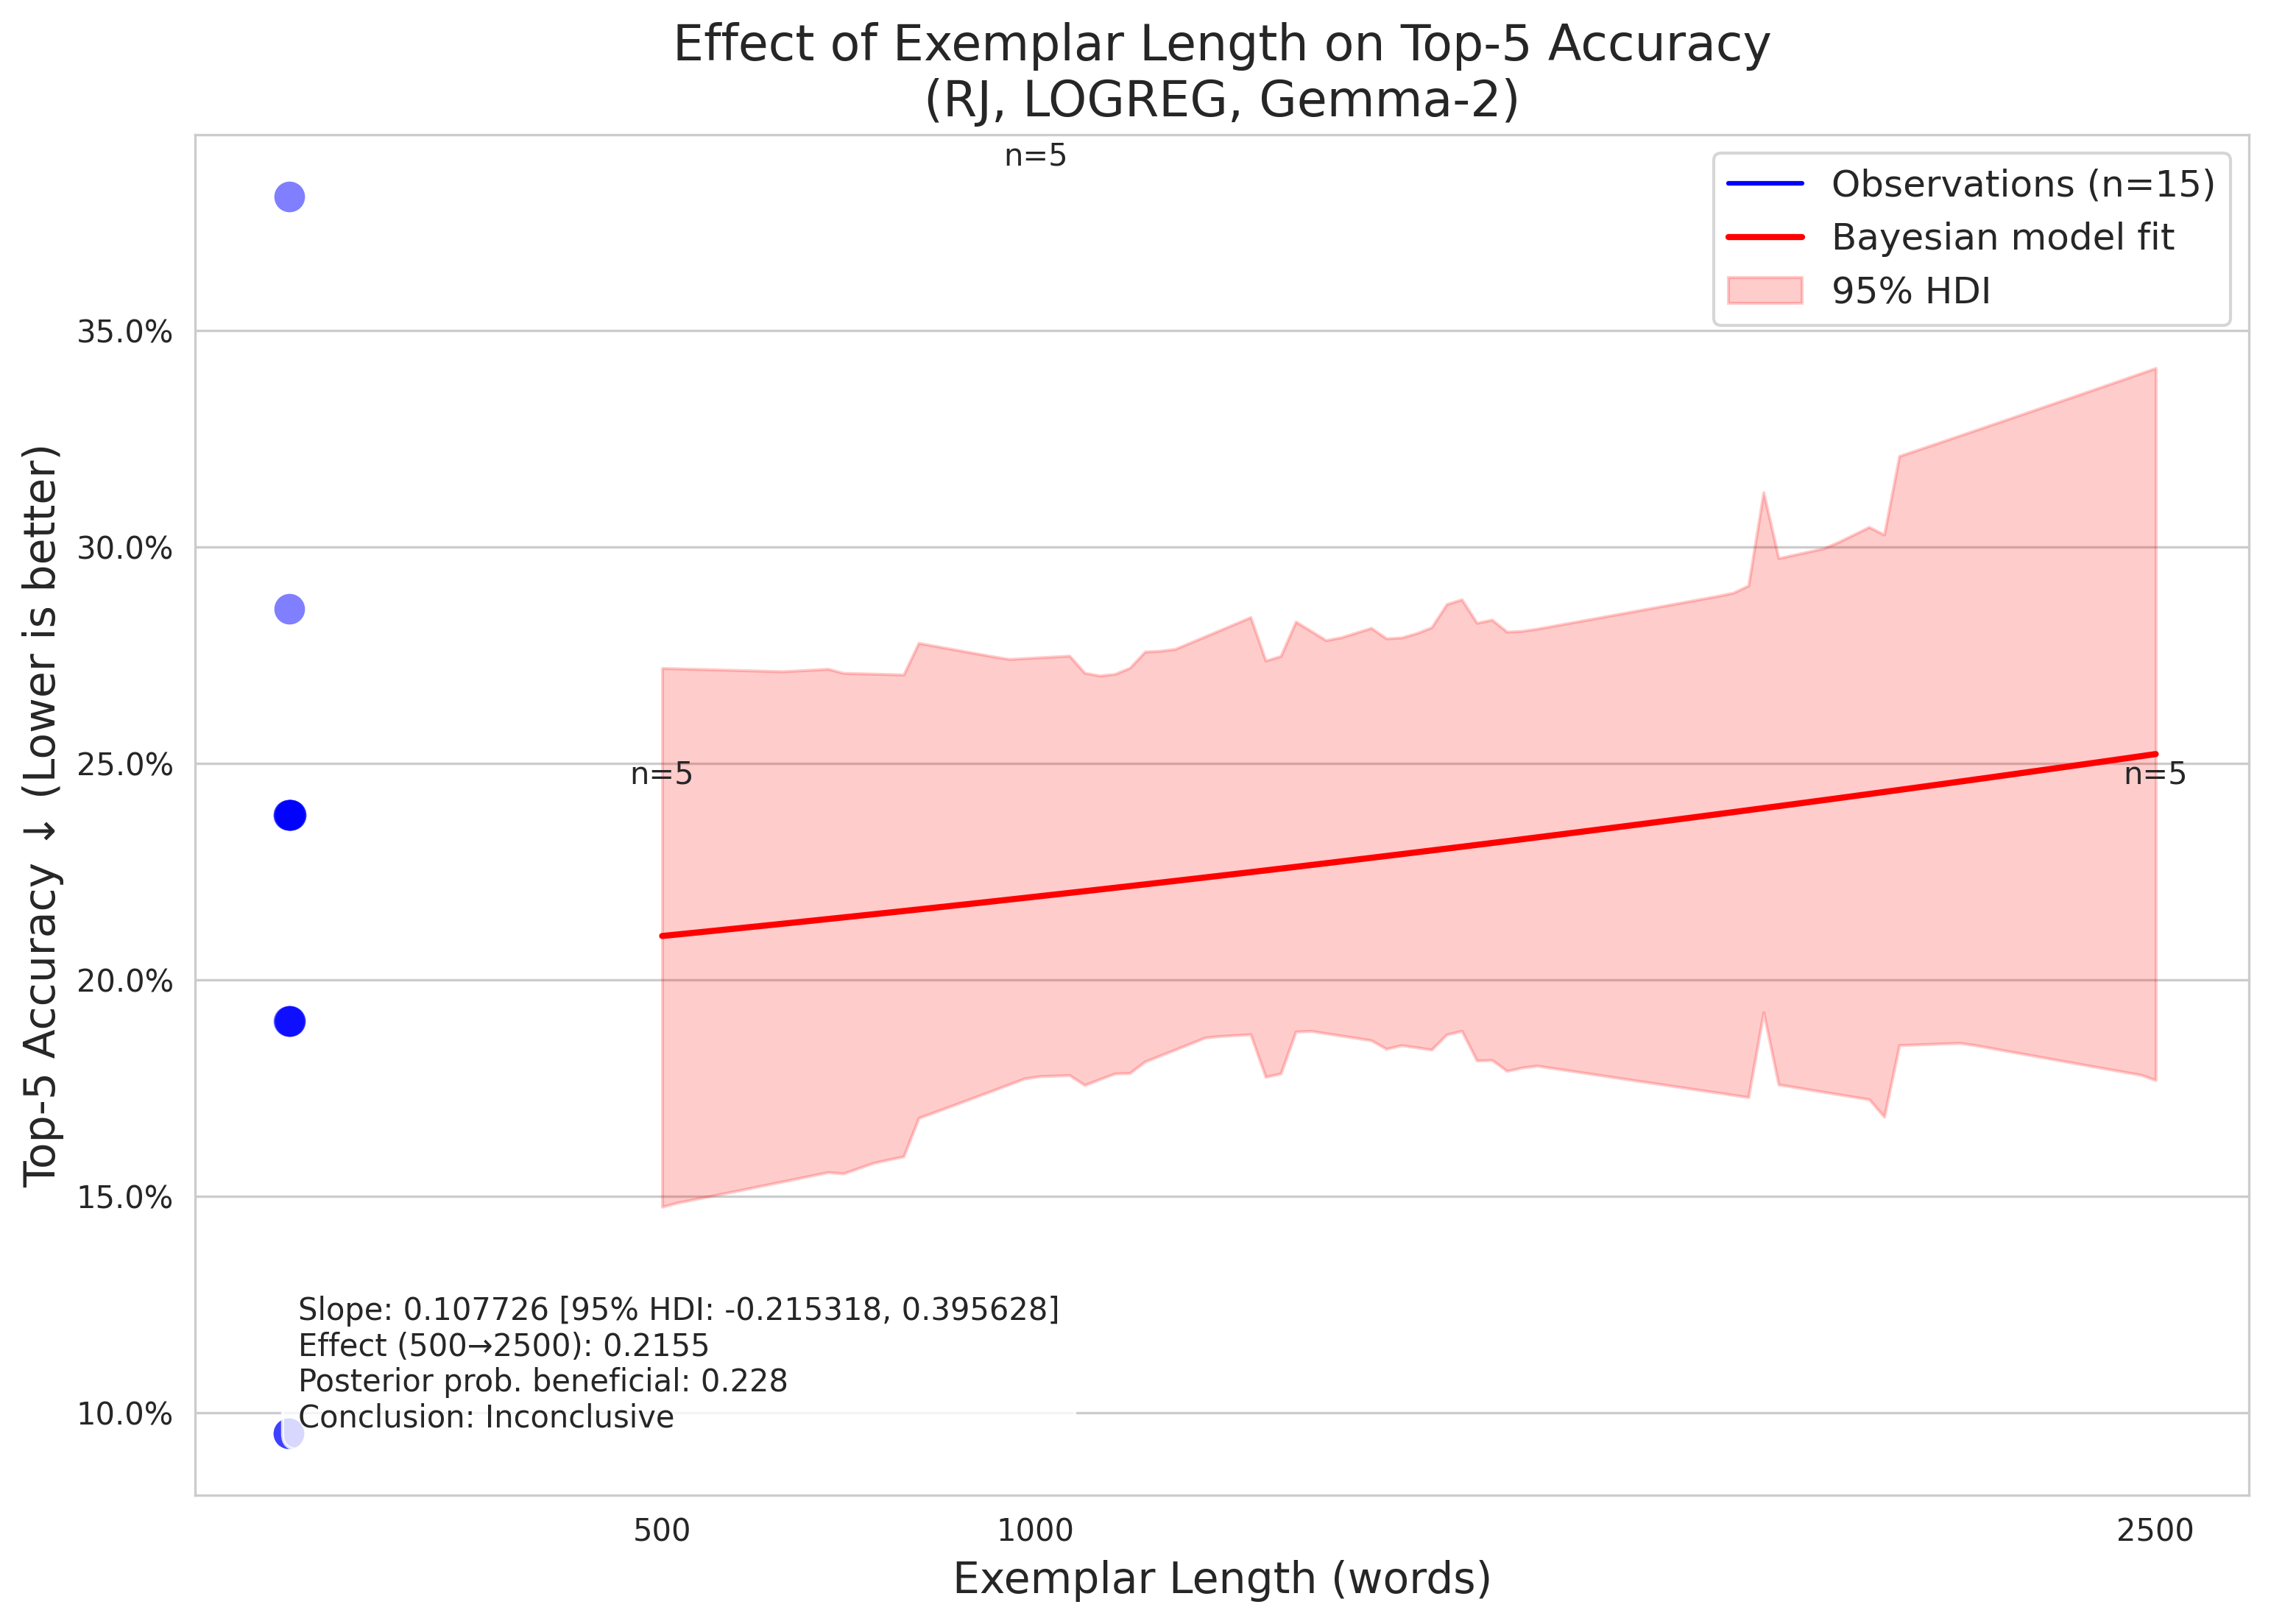 Effect of Exemplar Length on Top-5 Accuracy
(RJ, LOGREG, Gemma-2)
n=5
Observations (n=15)
Bayesian model fit
95% HDI
35.0%
30.0%
25.0%
20.0%
15.0%
10.0%
n=5
n=5
Top-5 Accuracy ↓ (Lower is better)
Slope: 0.107726 [95% HDI: -0.215318, 0.395628]
Effect (500→2500): 0.2155
Posterior prob. beneficial: 0.228
Conclusion: Inconclusive
500
1000
2500
Exemplar Length (words)